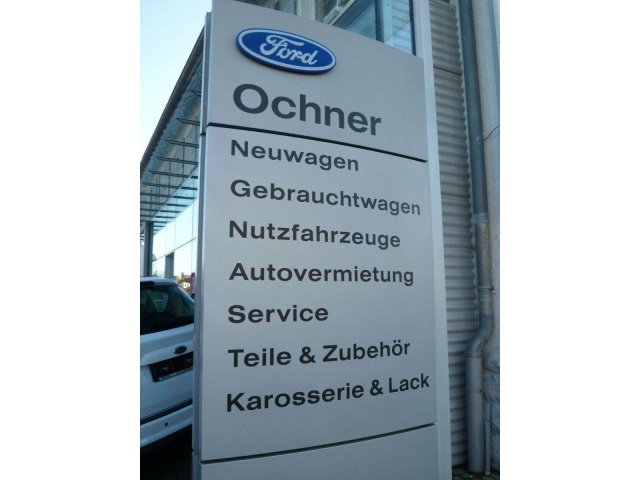 Ford
Ochner
Neuwagen
Gebrauchtwagen
Nutzfahrzeuge
Autovermietung
Service
Teile & Zubehör
Karosserie & Lack